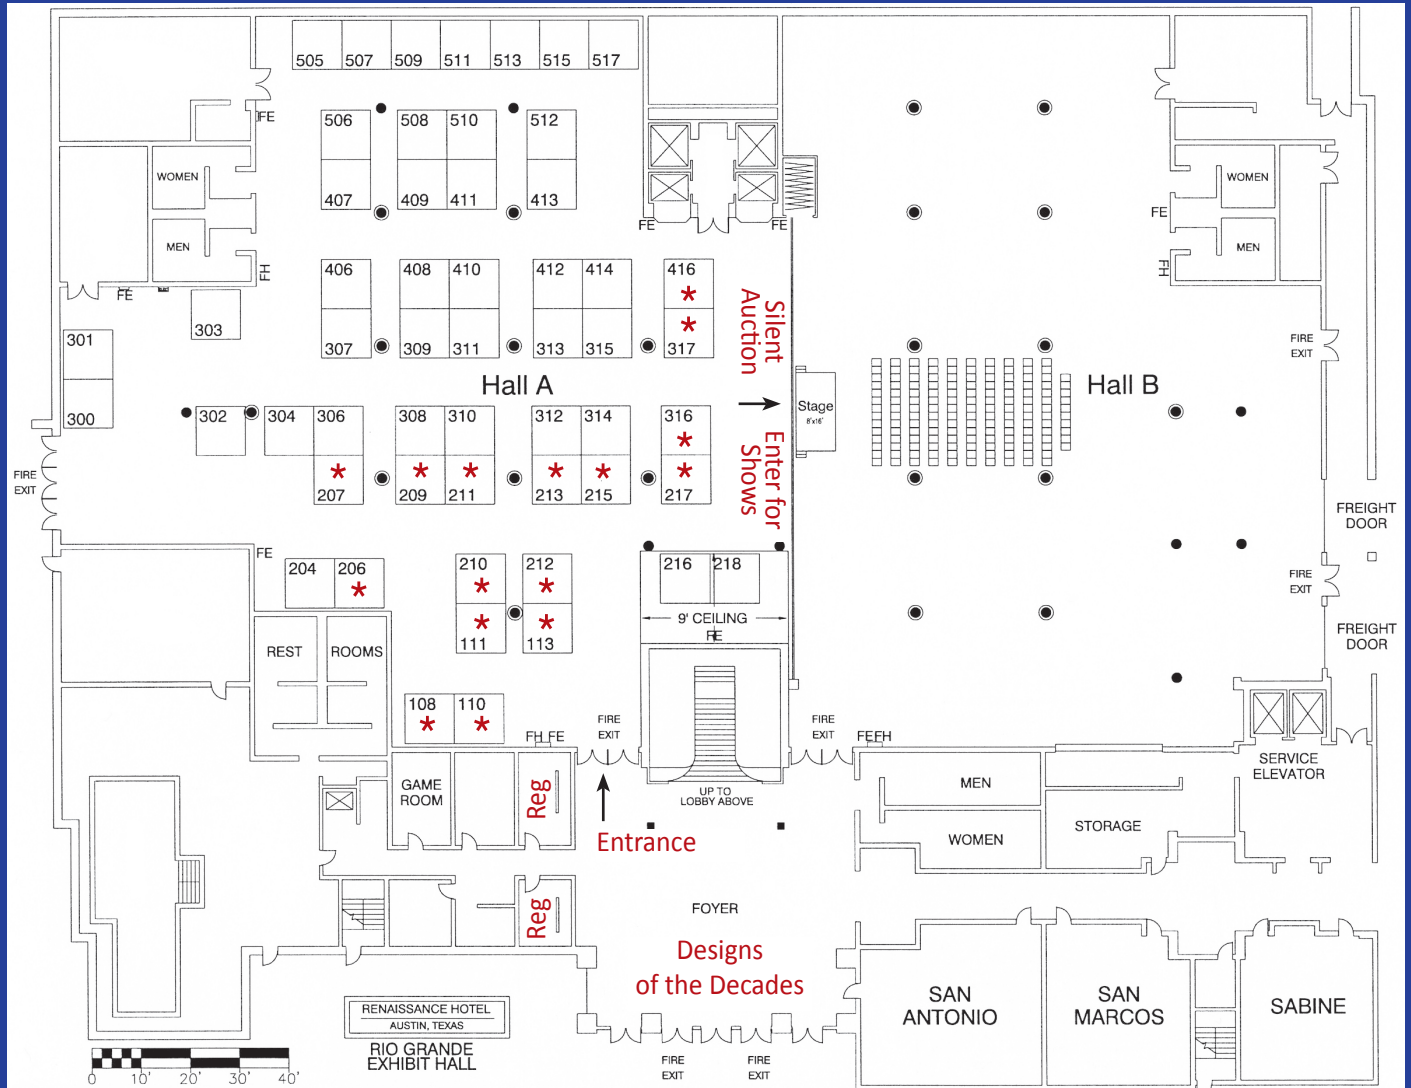 505 507 509 511 513 515 517
FE
506 508 510 512
407 409 411 413
WOMEN
MEN
FH
FE
FE
FE
WOMEN
MEN
FE
FH
406 408 410 412 414 416
* *
307 309 311 313 315 317
303
301
300
Silent
Auction
Hall A
Hall B
Stage
8'x16'
Enter for
Shows
FIRE
EXIT
302 304 306 308 310 312 314 316
* * * * * * *
207 209 211 213 215 217
FIRE
EXIT
FREIGHT
DOOR
FE
204 206
*
210 212
* *
* *
111 113
216 218
9' CEILING
FE
FIRE
EXIT
FREIGHT
DOOR
REST ROOMS
108 110
* *
FH FE
FIRE
EXIT
FIRE
EXIT
FE FH
GAME
ROOM
Reg
UP TO
LOBBY ABOVE
Entrance
MEN
WOMEN
STORAGE
SERVICE
ELEVATOR
Reg
FOYER
Designs
of the Decades
SAN
ANTONIO
SAN
MARCOS
SABINE
RENAISSANCE HOTEL
AUSTIN, TEXAS
RIO GRANDE
EXHIBIT HALL
0 10' 20' 30' 40'
FIRE
EXIT
FIRE
EXIT